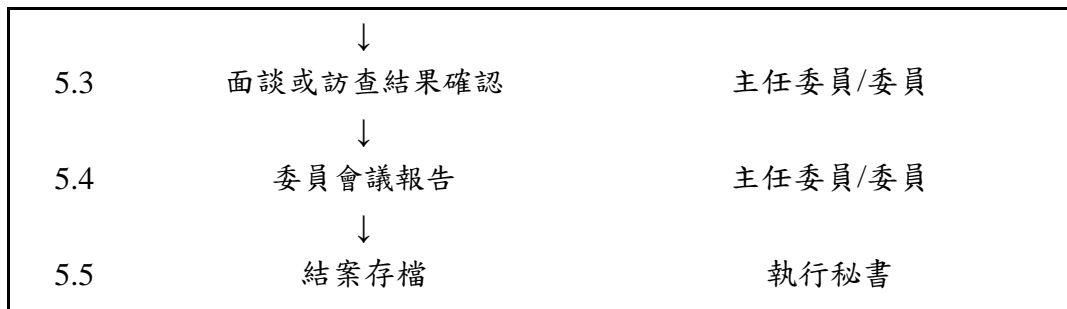 ↓
5.3 面談或訪查結果確認 主任委員/委員
↓
5.4 委員會議報告 主任委員/委員
↓
5.5 結案存檔 執行秘書